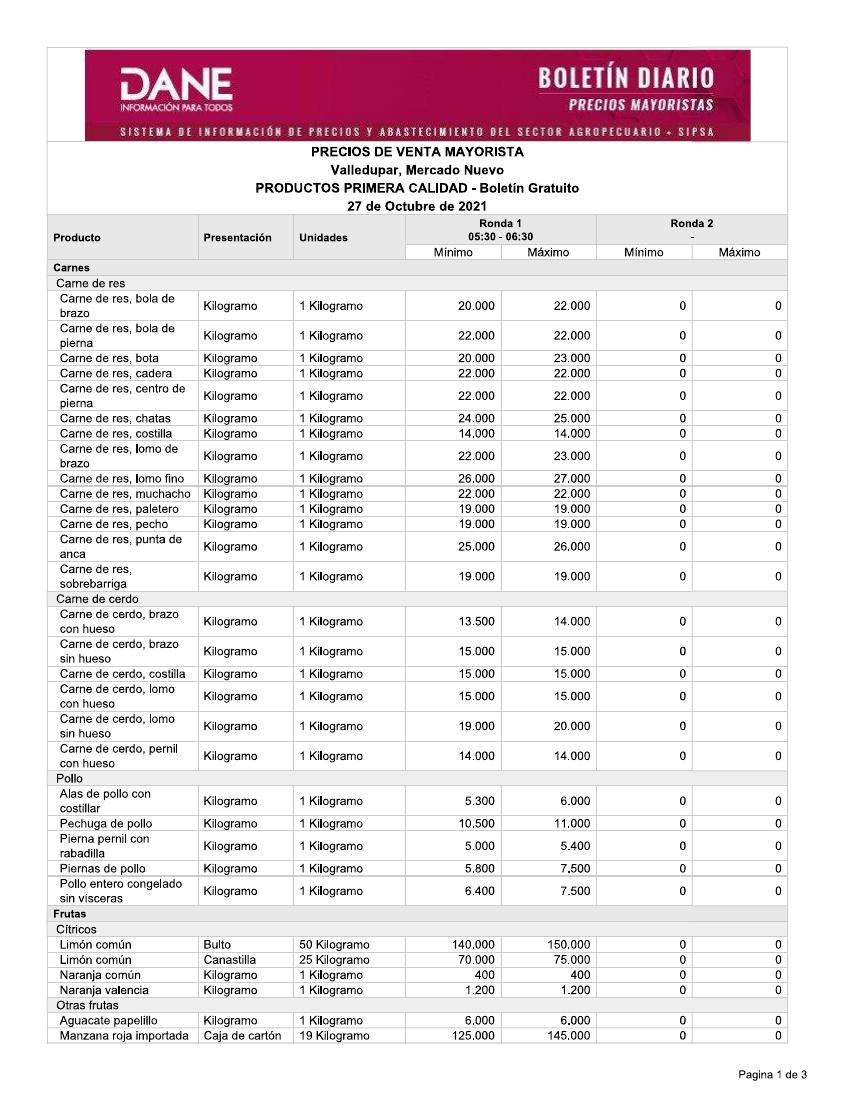 DANE
INFORMACIÓN PARA TODOS
BOLETÍN DIARIO
PRECIOS MAYORISTAS
SISTEMA DE INFORMACIÓN DE PRECIOS Y ABASTECIMIENTO DEL SECTOR AGROPECUARIO • SIPSA
PRECIOS DE VENTA MAYORISTA
Valledupar, Mercado Nuevo
PRODUCTOS PRIMERA CALIDAD - Boletín Gratuito
27 de Octubre de 2021
Producto Presentación Unidades Ronda 1 Ronda 2
05:30 - 06:30 -
Mínimo Máximo Mínimo Máximo
Carnes
Carne de res
Carne de res, bola de
brazo Kilogramo 1 Kilogramo 20.000 22.000 0 0
Carne de res, bola de
pierna Kilogramo 1 Kilogramo 22.000 22.000 0 0
Carne de res, bota Kilogramo 1 Kilogramo 20.000 23.000 0 0
Carne de res, cadera Kilogramo 1 Kilogramo 22.000 22.000 0 0
Carne de res, centro de
pierna Kilogramo 1 Kilogramo 22.000 22.000 0 0
Carne de res, chatas Kilogramo 1 Kilogramo 24.000 25.000 0 0
Carne de res, costilla Kilogramo 1 Kilogramo 14.000 14.000 0 0
Carne de res, lomo de
brazo Kilogramo 1 Kilogramo 22.000 23.000 0 0
Carne de res, lomo fino Kilogramo 1 Kilogramo 26.000 27.000 0 0
Carne de res, muchacho Kilogramo 1 Kilogramo 22.000 22.000 0 0
Carne de res, paletero Kilogramo 1 Kilogramo 19.000 19.000 0 0
Carne de res, pecho Kilogramo 1 Kilogramo 19.000 19.000 0 0
Carne de res, punta de
anca Kilogramo 1 Kilogramo 25.000 26.000 0 0
Carne de res,
sobrebarriga Kilogramo 1 Kilogramo 19.000 19.000 0 0
Carne de cerdo
Carne de cerdo, brazo
con hueso Kilogramo 1 Kilogramo 13.500 14.000 0 0
Carne de cerdo, brazo
sin hueso Kilogramo 1 Kilogramo 15.000 15.000 0 0
Carne de cerdo, costilla Kilogramo 1 Kilogramo 15.000 15.000 0 0
Carne de cerdo, lomo
con hueso Kilogramo 1 Kilogramo 15.000 15.000 0 0
Carne de cerdo, lomo
sin hueso Kilogramo 1 Kilogramo 19.000 20.000 0 0
Carne de cerdo, pernil
con hueso Kilogramo 1 Kilogramo 14.000 14.000 0 0
Pollo
Alas de pollo con
costillar Kilogramo 1 Kilogramo 5.300 6.000 0 0
Pechuga de pollo Kilogramo 1 Kilogramo 10.500 11.000 0 0
Pierna pernil con
rabadilla Kilogramo 1 Kilogramo 5.000 5.400 0 0
Piernas de pollo Kilogramo 1 Kilogramo 5.800 7.500 0 0
Pollo entero congelado
sin vísceras Kilogramo 1 Kilogramo 6.400 7.500 0 0
Frutas
Cítricos
Limón común Bulto 50 Kilogramo 140.000 150.000 0 0
Limón común Canastilla 25 Kilogramo 70.000 75.000 0 0
Naranja común Kilogramo 1 Kilogramo 400 400 0 0
Naranja valencia Kilogramo 1 Kilogramo 1.200 1.200 0 0
Otras frutas
Aguacate papelillo Kilogramo 1 Kilogramo 6.000 6.000 0 0
Manzana roja importada Caja de cartón 19 Kilogramo 125.000 145.000 0 0
Pagina 1 de 3